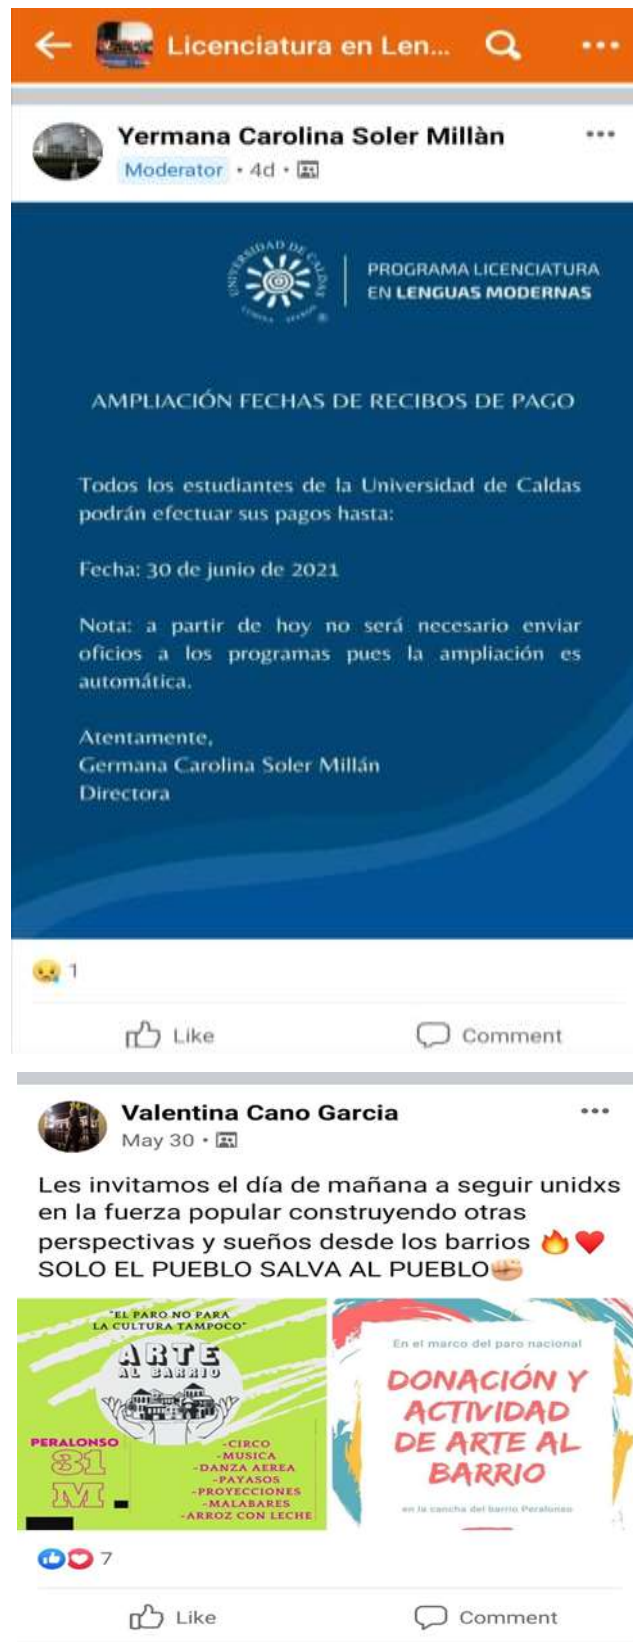 Licenciatura en Len...
Yermana Carolina Soler Millàn
Moderator • 4d •
UNIVERSIDAD DE CALDAS
PROGRAMA LICENCIATURA
EN LENGUAS MODERNAS
AMPLIACIÓN FECHAS DE RECIBOS DE PAGO
Todos los estudiantes de la Universidad de Caldas
podrán efectuar sus pagos hasta:
Fecha: 30 de junio de 2021
Nota: a partir de hoy no será necesario enviar
oficios a los programas pues la ampliación es
automática.
Atentamente,
Germana Carolina Soler Millán
Directora
1
Like Comment
Valentina Cano Garcia
May 30 •
Les invitamos el día de mañana a seguir unidxs
en la fuerza popular construyendo otras
perspectivas y sueños desde los barrios 🔥❤️
SOLO EL PUEBLO SALVA AL PUEBLO✊🏼
"EL PARO NO PARA
LA CULTURA TAMPOCO"
ARTE
AL BARRIO
PERALONSO
31
M
-CIRCO
-MUSICA
-DANZA AEREA
-PAYASOS
-PROYECCIONES
-MALABARES
-ARROZ CON LECHE
En el marco del paro nacional
DONACIÓN Y
ACTIVIDAD
DE ARTE AL
BARRIO
en la cancha del barrio Peralonso
7
Like Comment